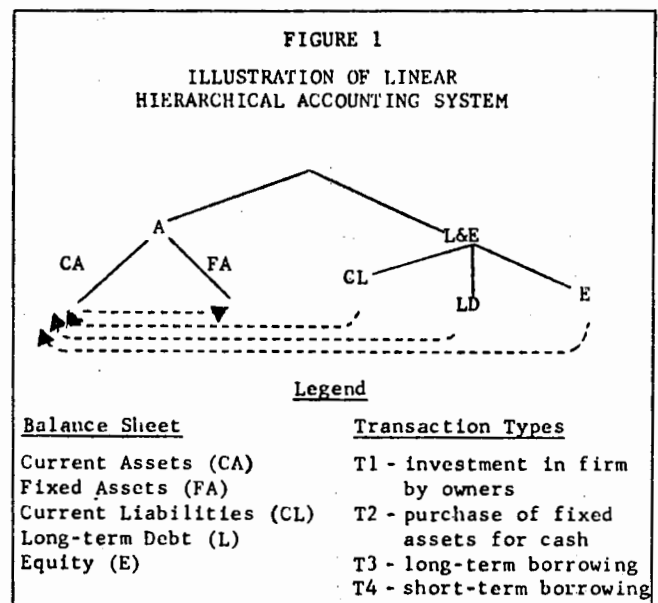 FIGURE 1
ILLUSTRATION OF LINEAR
HIERARCHICAL ACCOUNTING SYSTEM
A
L&E
CA
FA
CL
LD
E
Legend
Balance Sheet
Current Assets (CA)
Fixed Assets (FA)
Current Liabilities (CL)
Long-term Debt (L)
Equity (E)
Transaction Types
T1 - investment in firm
by owners
T2 - purchase of fixed
assets for cash
T3 - long-term borrowing
T4 - short-term borrowing